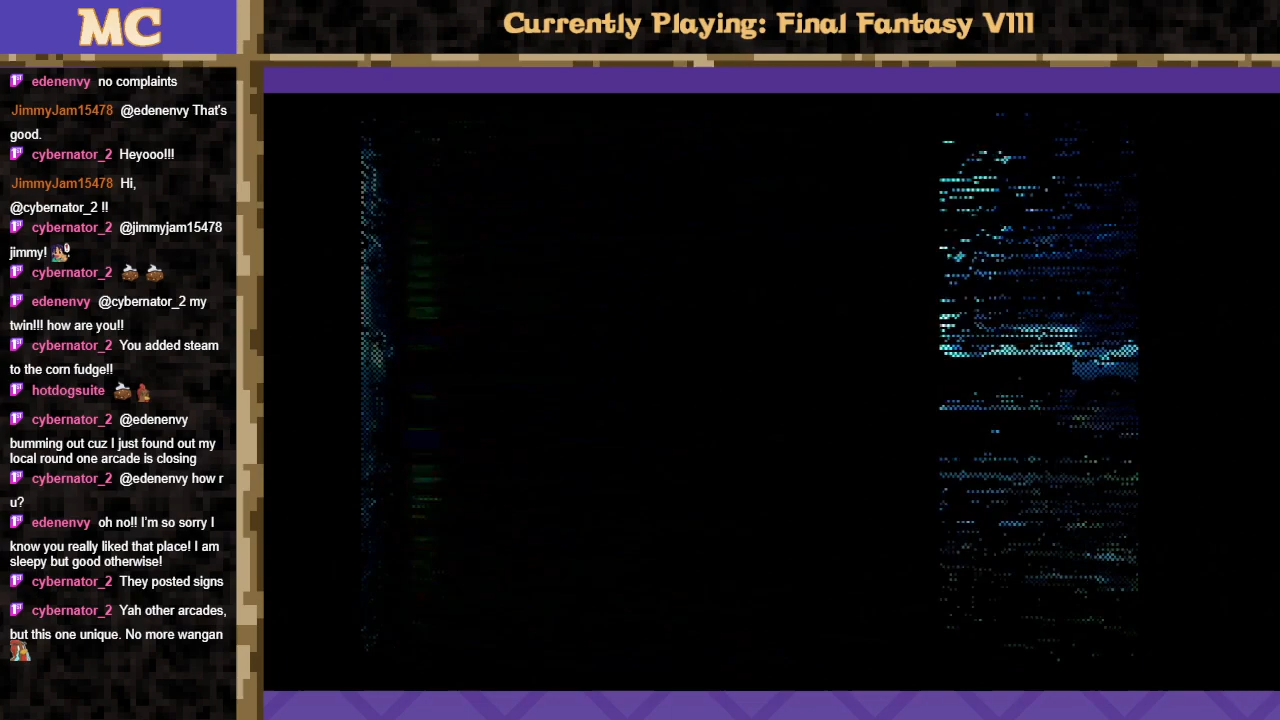 MC
Currently Playing: Final Fantasy VIII
edenenvy no complaints
JimmyJam15478 @edenenvy That's
good.
cybernator_2 Heyooo!!!
JimmyJam15478 Hi,
@cybernator_2 !!
cybernator_2 @jimmyjam15478
jimmy!
cybernator_2
edenenvy @cybernator_2 my
twin!!! how are you!!
cybernator_2 You added steam
to the corn fudge!!
hotdogsuite
cybernator_2 @edenenvy
bumming out cuz I just found out my
local round one arcade is closing
cybernator_2 @edenenvy how r
u?
edenenvy oh no!! I'm so sorry I
know you really liked that place! I am
sleepy but good otherwise!
cybernator_2 They posted signs
cybernator_2 Yah other arcades,
but this one unique. No more wangan